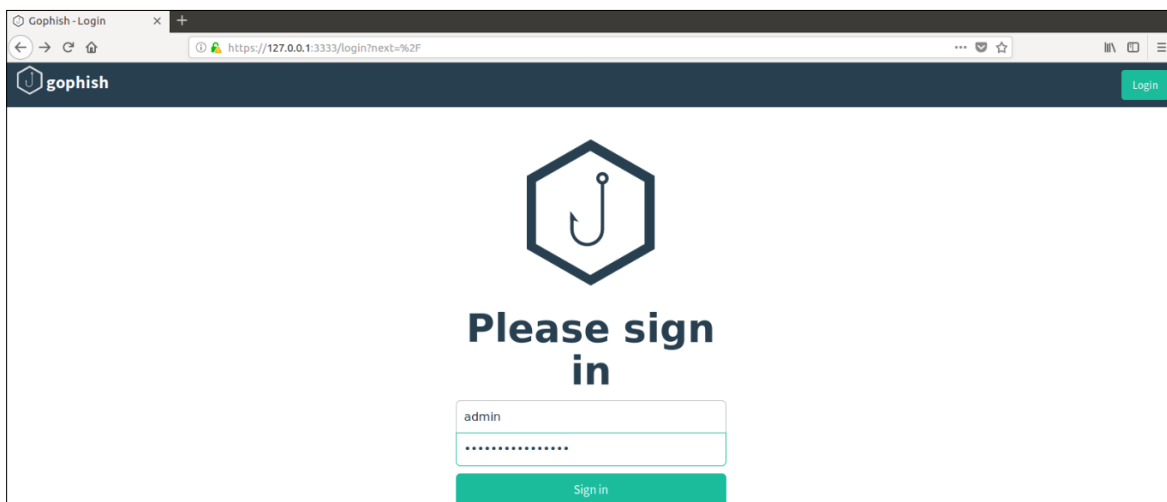 Gophish - Login
https://127.0.0.1:3333/login?next=%2F
gophish
Login
Please sign
in
admin
••••••••••••••••
Sign in